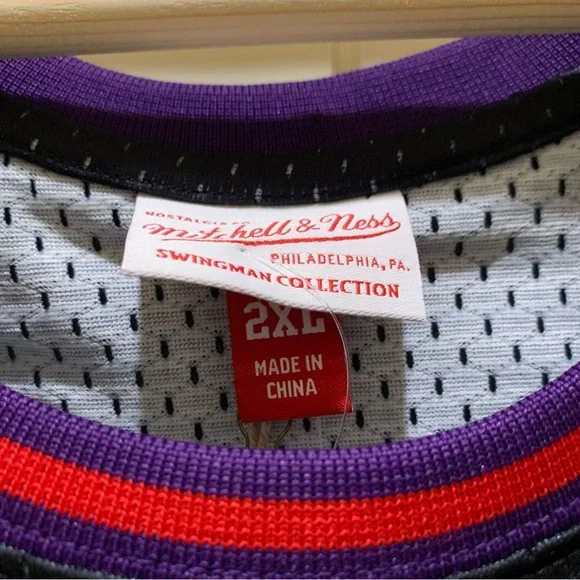 Mitchell & Ness
PHILADELPHIA, PA.
SWINGMAN COLLECTION
2XL
MADE IN
CHINA